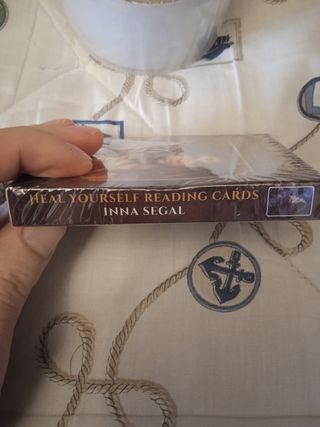 HEAL YOURSELF READING CARDS
INNA SEGAL